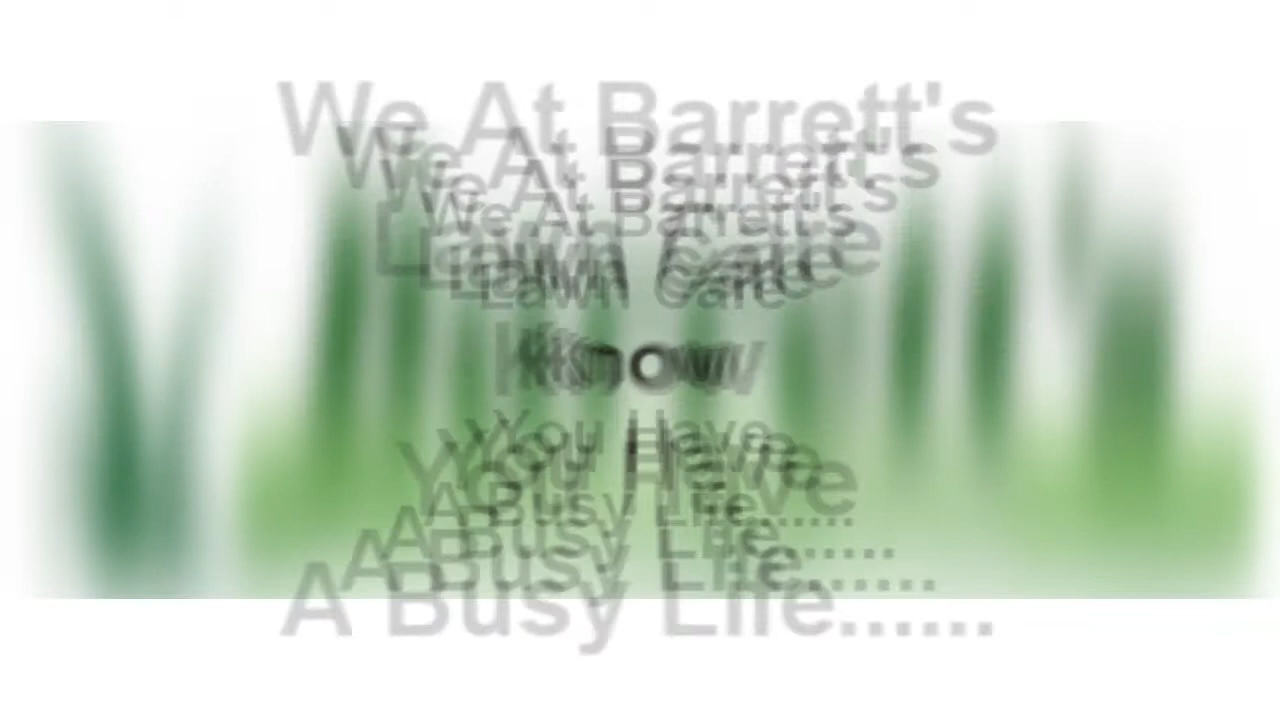 We At Barrett's
Lawn Care
Know
You Have
A Busy Life......